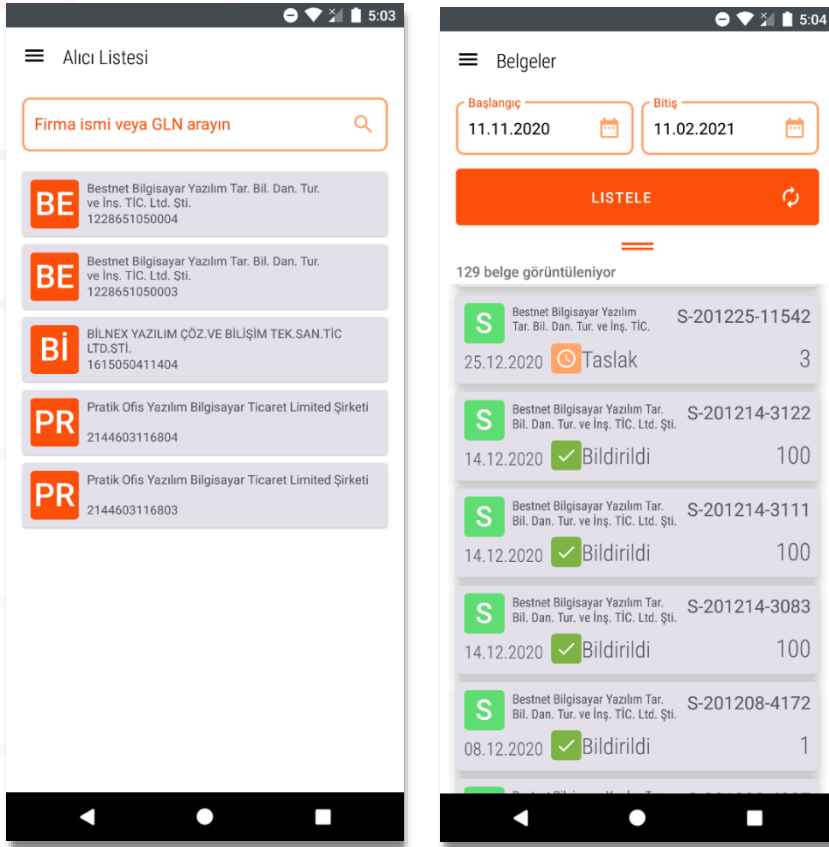 5:03
Alıcı Listesi
Firma ismi veya GLN arayın
BE
Bestnet Bilgisayar Yazılım Tar. Bil. Dan. Tur.
ve İnş. TİC. Ltd. Şti.
1228651050004
BE
Bestnet Bilgisayar Yazılım Tar. Bil. Dan. Tur.
ve İnş. TİC. Ltd. Şti.
1228651050003
Bİ
BİLNEX YAZILIM ÇÖZ.VE BİLİŞİM TEK.SAN.TİC
LTD.STİ.
1615050411404
PR
Pratik Ofis Yazılım Bilgisayar Ticaret Limited Şirketi
2144603116804
PR
Pratik Ofis Yazılım Bilgisayar Ticaret Limited Şirketi
2144603116803
5:04
Belgeler
Başlangıç
11.11.2020
Bitiş
11.02.2021
LISTELE
129 belge görüntüleniyor
S
Bestnet Bilgisayar Yazılım
Tar. Bil. Dan. Tur. ve İnş. TİC.
S-201225-11542
25.12.2020 Taslak 3
S
Bestnet Bilgisayar Yazılım Tar.
Bil. Dan. Tur. ve İnş. TİC. Ltd. Şti.
S-201214-3122
14.12.2020 Bildirildi 100
S
Bestnet Bilgisayar Yazılım Tar.
Bil. Dan. Tur. ve İnş. TİC. Ltd. Şti.
S-201214-3111
14.12.2020 Bildirildi 100
S
Bestnet Bilgisayar Yazılım Tar.
Bil. Dan. Tur. ve İnş. TİC. Ltd. Şti.
S-201214-3083
14.12.2020 Bildirildi 100
S
Bestnet Bilgisayar Yazılım Tar.
Bil. Dan. Tur. ve İnş. TİC. Ltd. Şti.
S-201208-4172
08.12.2020 Bildirildi 1